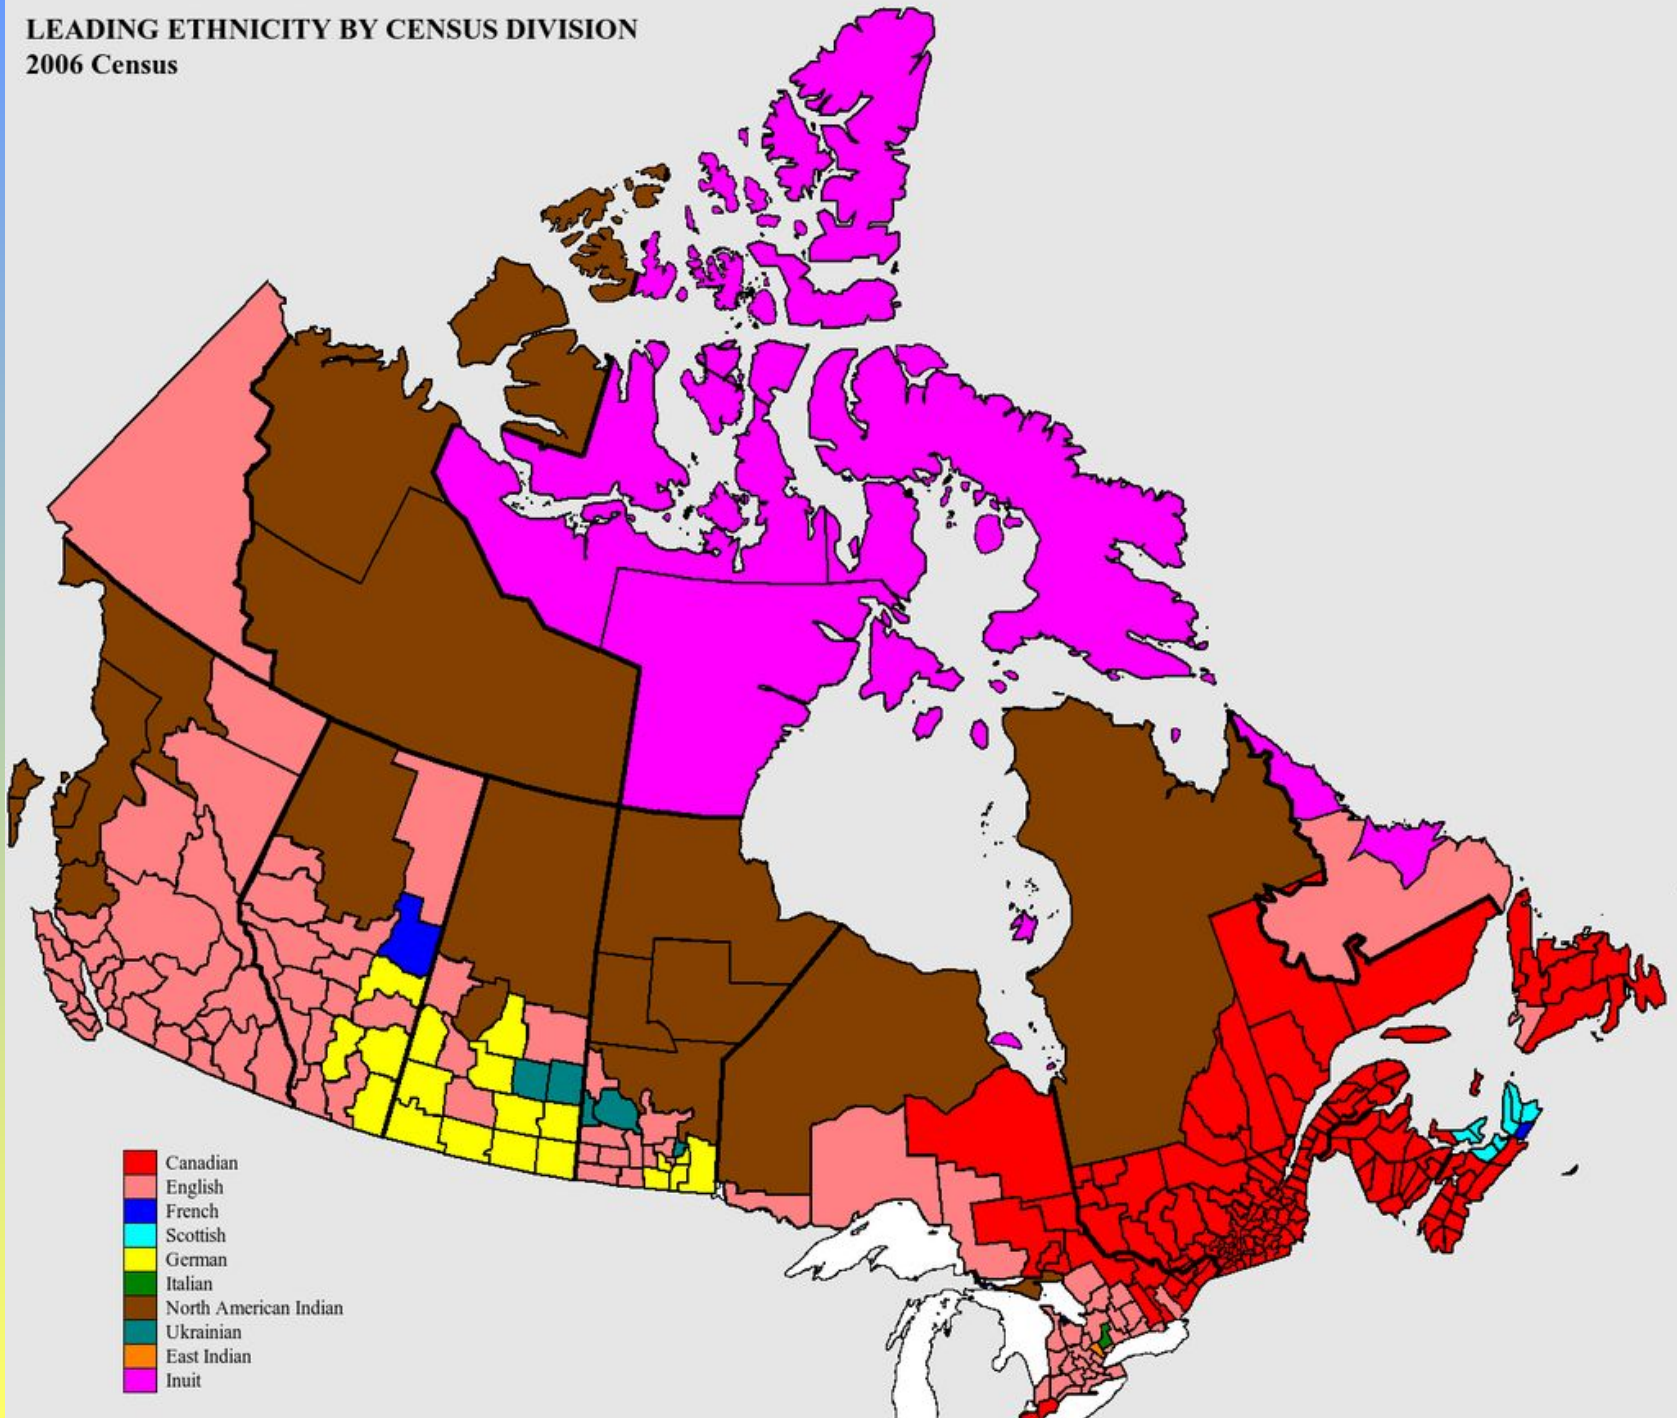 LEADING ETHNICITY BY CENSUS DIVISION
2006 Census
Canadian
English
French
Scottish
German
Italian
North American Indian
Ukrainian
East Indian
Inuit